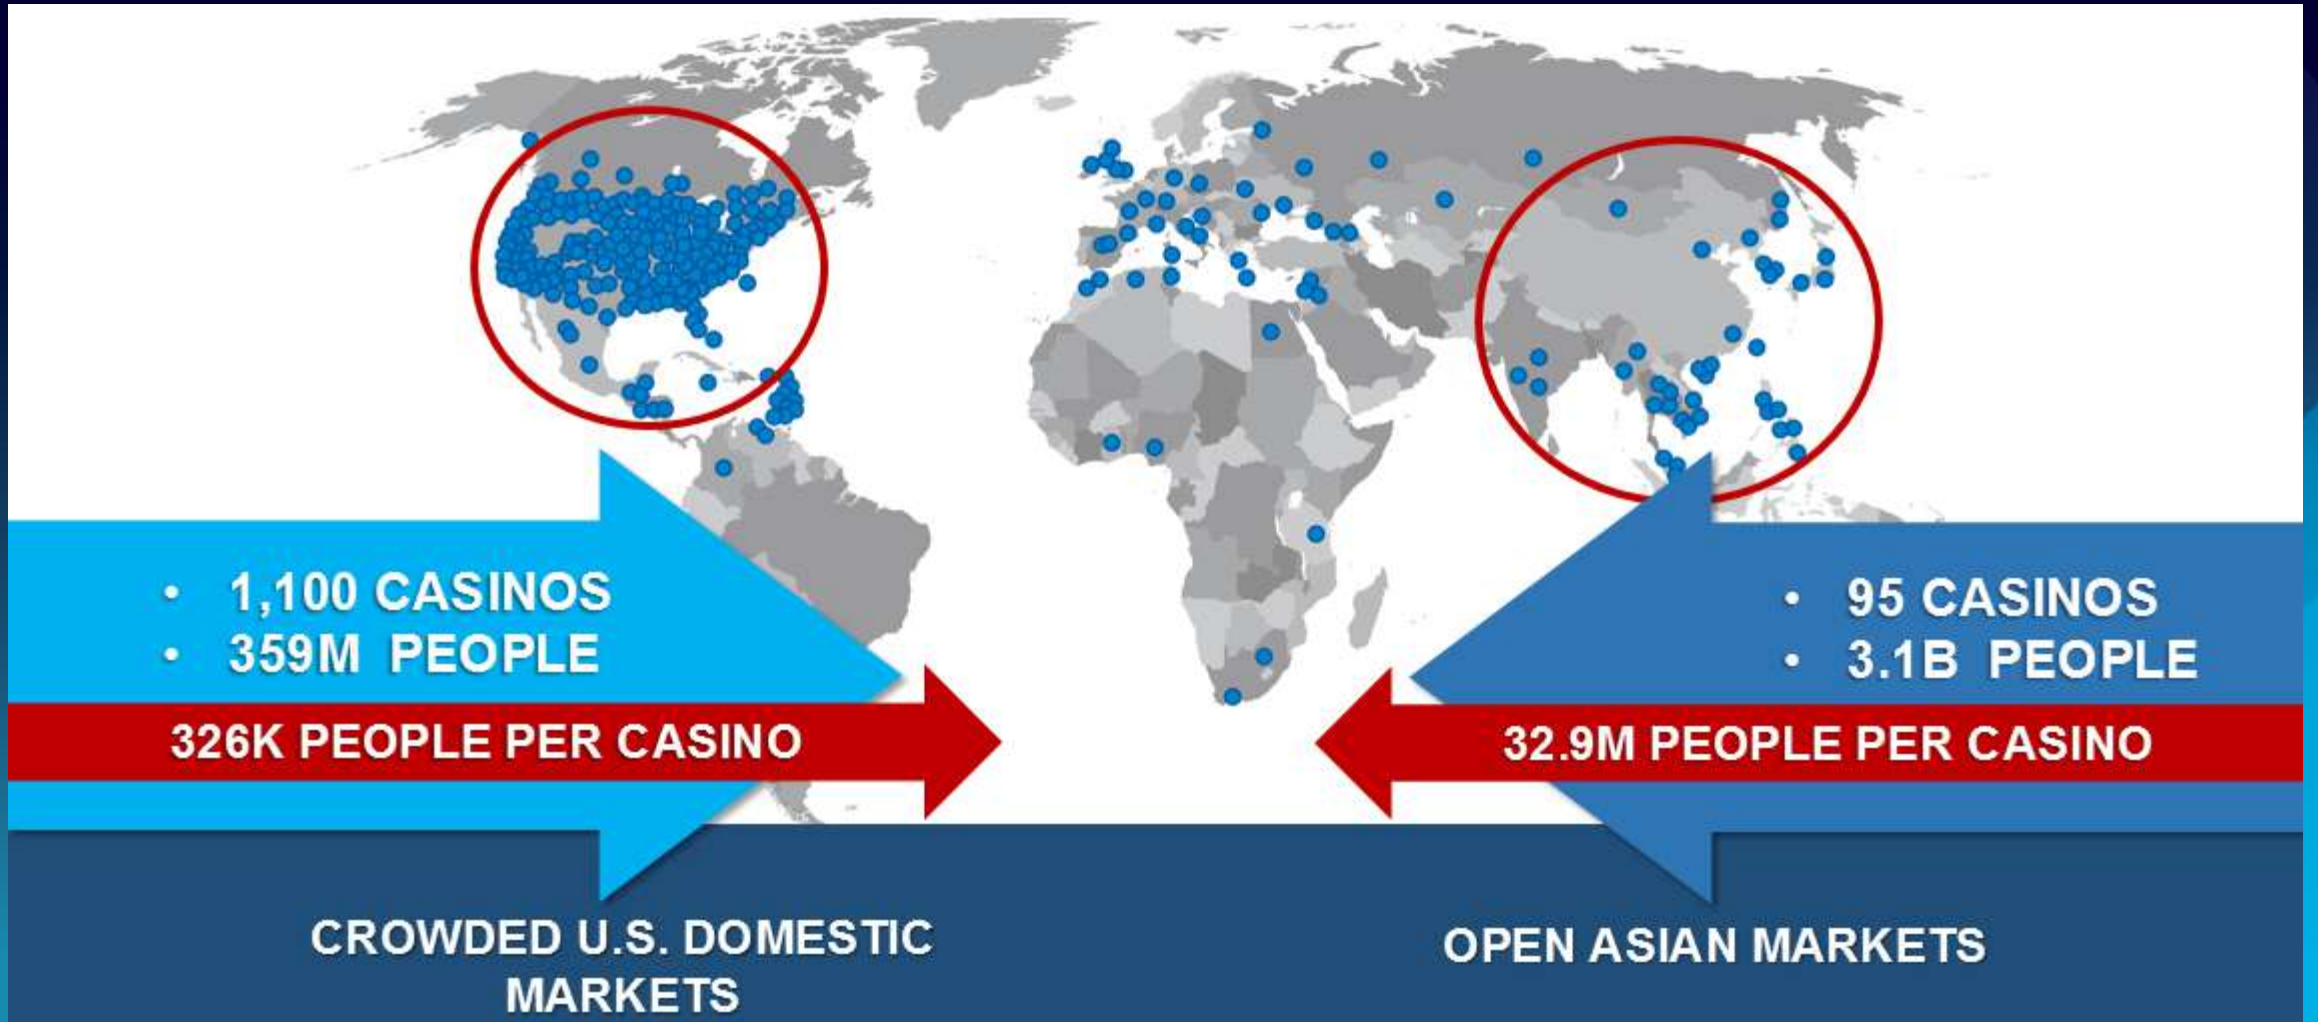 • 1,100 CASINOS
• 359M PEOPLE
326K PEOPLE PER CASINO
CROWDED U.S. DOMESTIC
MARKETS
• 95 CASINOS
• 3.1B PEOPLE
32.9M PEOPLE PER CASINO
OPEN ASIAN MARKETS